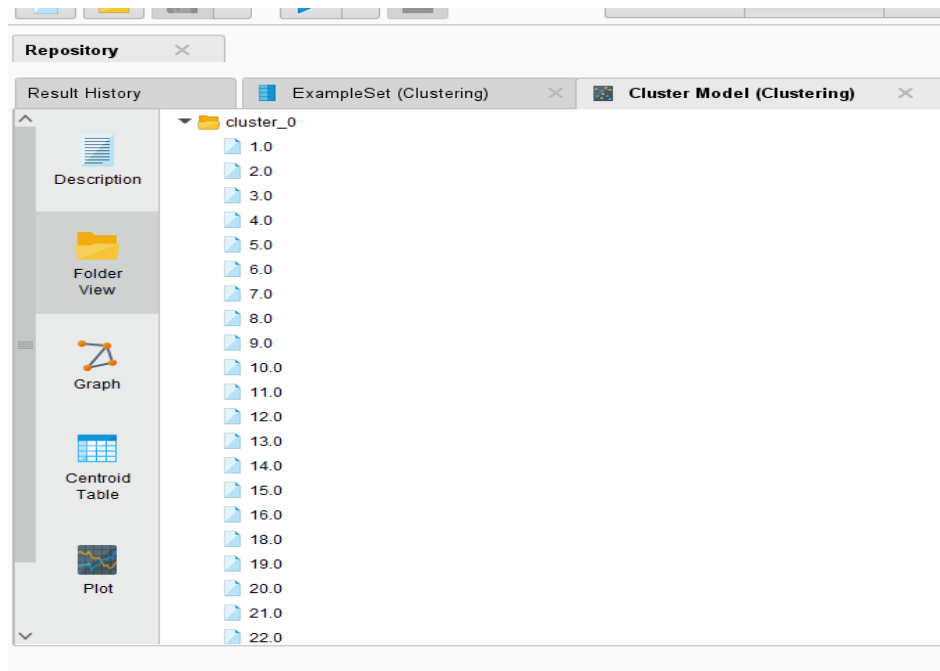 Repository
Result History
ExampleSet (Clustering)
Cluster Model (Clustering)
Description
Folder
View
Graph
Centroid
Table
Plot
cluster_0
1.0
2.0
3.0
4.0
5.0
6.0
7.0
8.0
9.0
10.0
11.0
12.0
13.0
14.0
15.0
16.0
18.0
19.0
20.0
21.0
22.0